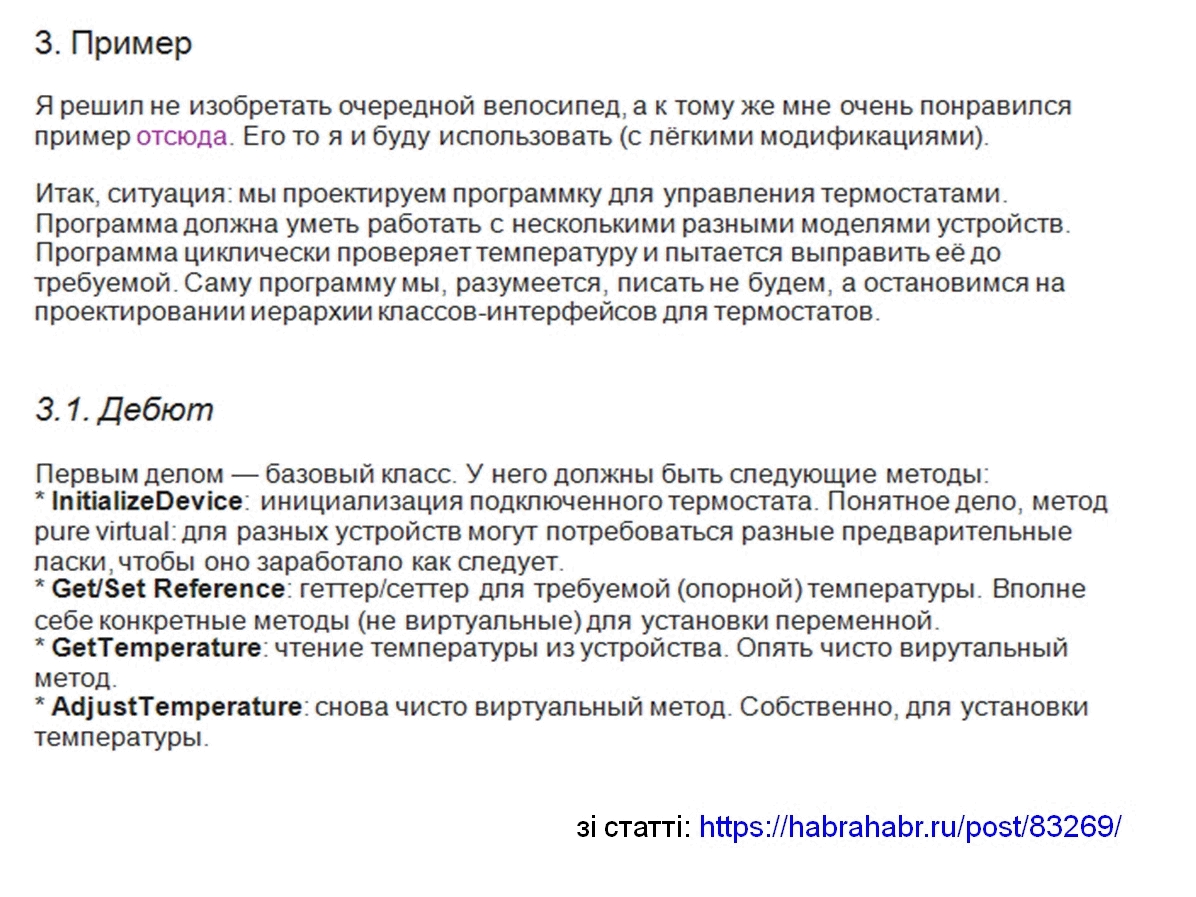 3. Пример
Я решил не изобретать очередной велосипед, а к тому же мне очень понравился
пример отсюда. Его то я и буду использовать (с лёгкими модификациями).
Итак, ситуация: мы проектируем программку для управления термостатами.
Программа должна уметь работать с несколькими разными моделями устройств.
Программа циклически проверяет температуру и пытается выправить её до
требуемой. Саму программу мы, разумеется, писать не будем, а остановимся на
проектировании иерархии классов-интерфейсов для термостатов.
3.1. Дебют
Первым делом — базовый класс. У него должны быть следующие методы:
* InitializeDevice: инициализация подключенного термостата. Понятное дело, метод
pure virtual: для разных устройств могут потребоваться разные предварительные
ласки, чтобы оно заработало как следует.
* Get/Set Reference: геттер/сеттер для требуемой (опорной) температуры. Вполне
себе конкретные методы (не виртуальные) для установки переменной.
* GetTemperature: чтение температуры из устройства. Опять чисто вирутальный
метод.
* AdjustTemperature: снова чисто виртуальный метод. Собственно, для установки
температуры.
зі статті: https://habrahabr.ru/post/83269/